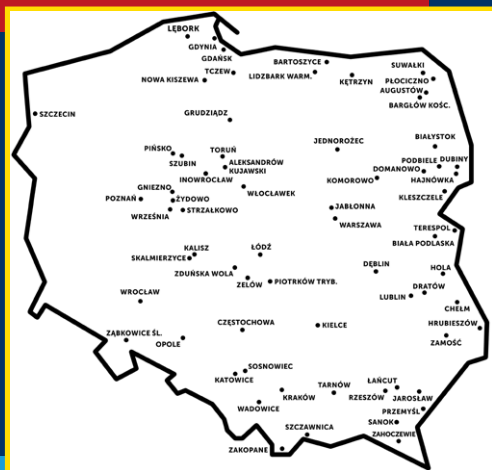 LĘBORK
GDYNIA
GDAŃSK
BARTOSZYCE
SUWAŁKI
TCZEW
LIDZBARK WARM.
KĘTRZYN
PŁOCICZNO
NOWA KISZEWA
AUGUSTÓW
BARGŁÓW KOŚC.
SZCZECIN
GRUDZIĄDZ
JEDNOROŻEC
BIAŁYSTOK
PIŃSKO
TORUŃ
SZUBIN
ALEKSANDRÓW
KUJAWSKI
PODBIELE
DUBINY
DOMANOWO
INOWROCŁAW
KOMOROWO
HAJNÓWKA
GNIEZNO
WŁOCŁAWEK
KLESZCZELE
POZNAŃ
ŻYDOWO
WRZEŚNIA
STRZAŁKOWO
JABŁONNA
WARSZAWA
TERESPOL
BIAŁA PODLASKA
KALISZ
ŁÓDŹ
SKALMIERZYCE
DĘBLIN
HOLA
ZDUŃSKA WOLA
ZELÓW
PIOTRKÓW TRYB.
DRATÓW
WROCŁAW
LUBLIN
CHEŁM
CZĘSTOCHOWA
KIELCE
HRUBIESZÓW
ZĄBKOWICE ŚL.
OPOLE
ZAMOŚĆ
SOSNOWIEC
KATOWICE
TARNÓW
ŁAŃCUT
KRAKÓW
RZESZÓW
JAROSŁAW
WADOWICE
PRZEMYŚL
SANOK
SZCZAWNICA
ZAHOCZEWIE
ZAKOPANE